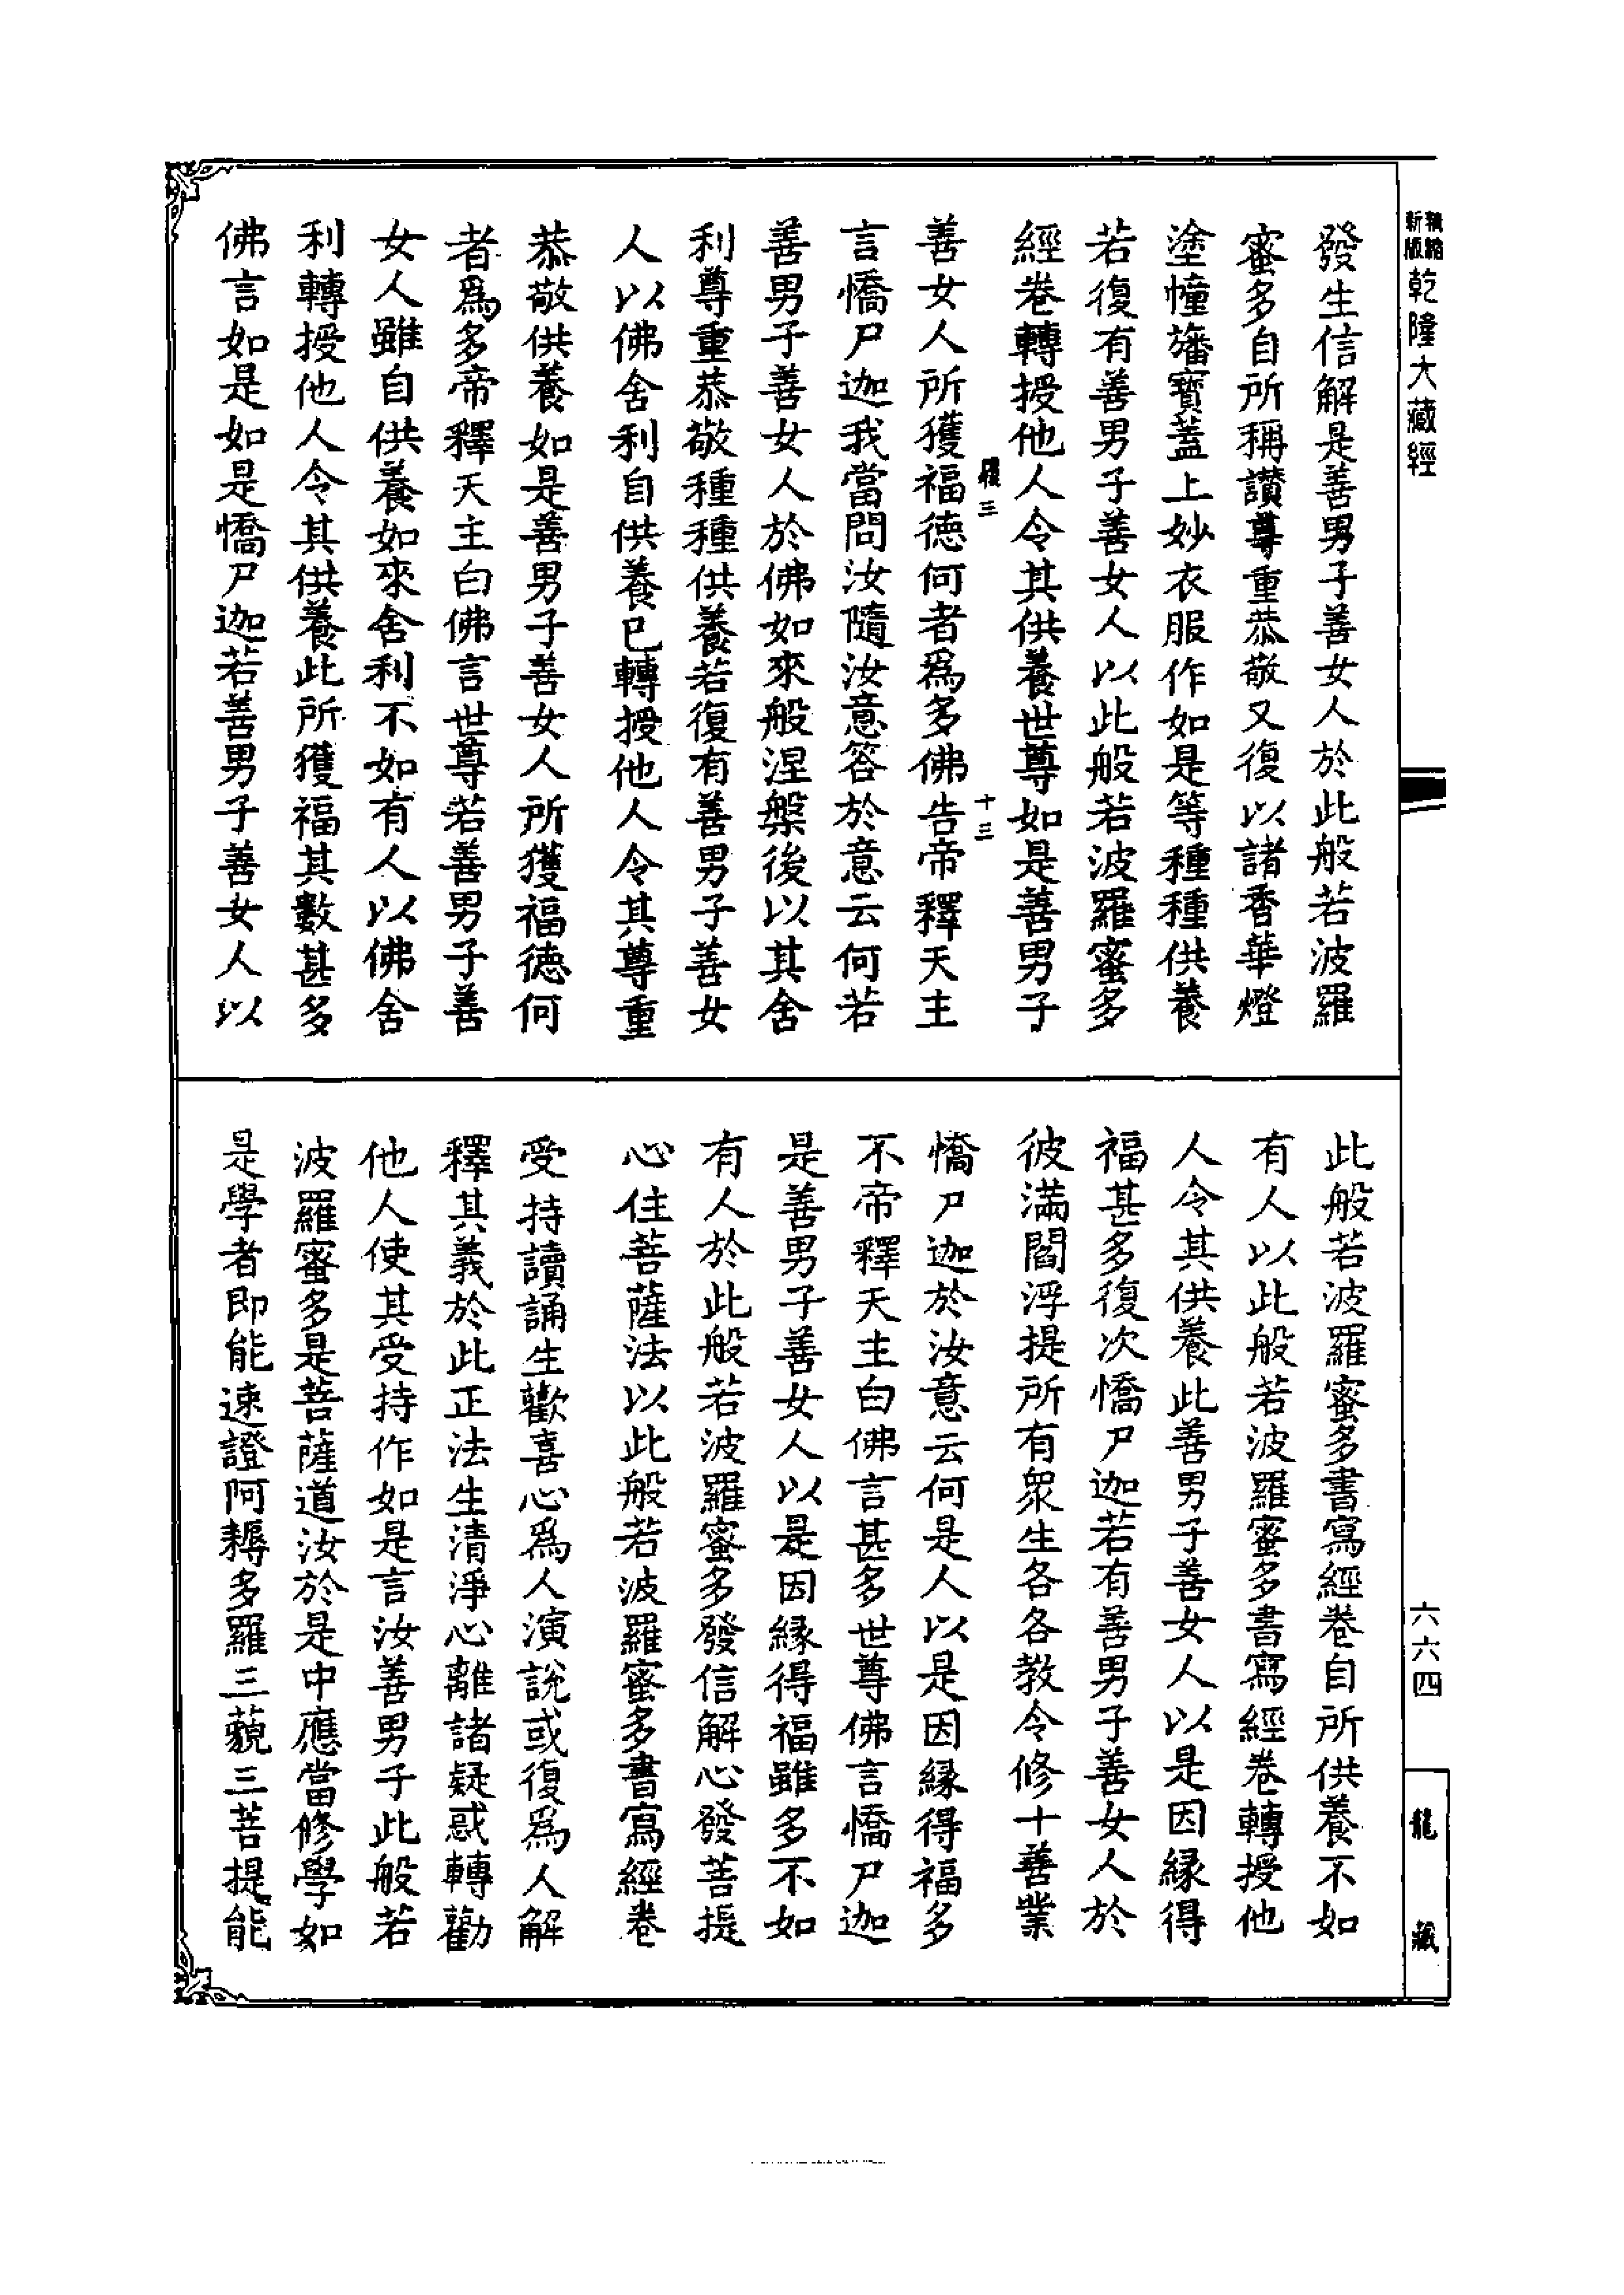 精縮
新版
乾隆大藏經
發生信解是善男子善女人於此般若波羅
蜜多自所稱讃尊重恭敬又復以諸香華燈
塗幢旛寶蓋上妙衣服作如是等種種供養
若復有善男子善女人以此般若波羅蜜多
經卷轉授他人令其供養世尊如是善男子
三 十三
善女人所獲福德何者爲多佛告帝釋天主
言憍尸迦我當問汝隨汝意答於意云何若
善男子善女人於佛如來般涅槃後以其舍
利尊重恭敬種種供養若復有善男子善女
人以佛舍利自供養已轉授他人令其尊重
恭敬供養如是善男子善女人所獲福德何
者爲多帝釋天主白佛言世尊若善男子善
女人雖自供養如來舍利不如有人以佛舍
利轉授他人令其供養此所獲福其數甚多
佛言如是如是憍尸迦若善男子善女人以
此般若波羅蜜多書寫經卷自所供養不如
有人以此般若波羅蜜多書寫經卷轉授他
人令其供養此善男子善女人以是因緣得
福甚多復次憍尸迦若有善男子善女人於
彼滿閻浮提所有眾生各各教令修十善業
憍尸迦於汝意云何是人以是因緣得福多
不帝釋天主白佛言甚多世尊佛言憍尸迦
是善男子善女人以是因緣得福雖多不如
有人於此般若波羅蜜多發信解心發菩提
心住菩薩法以此般若波羅蜜多書寫經卷
受持讀誦生歡喜心爲人演說或復爲人解
釋其義於此正法生清淨心離諸疑惑轉勸
他人使其受持作如是言汝善男子此般若
波羅蜜多是菩薩道汝於是中應當修學如
是學者即能速證阿耨多羅三藐三菩提能
六六四
龍藏